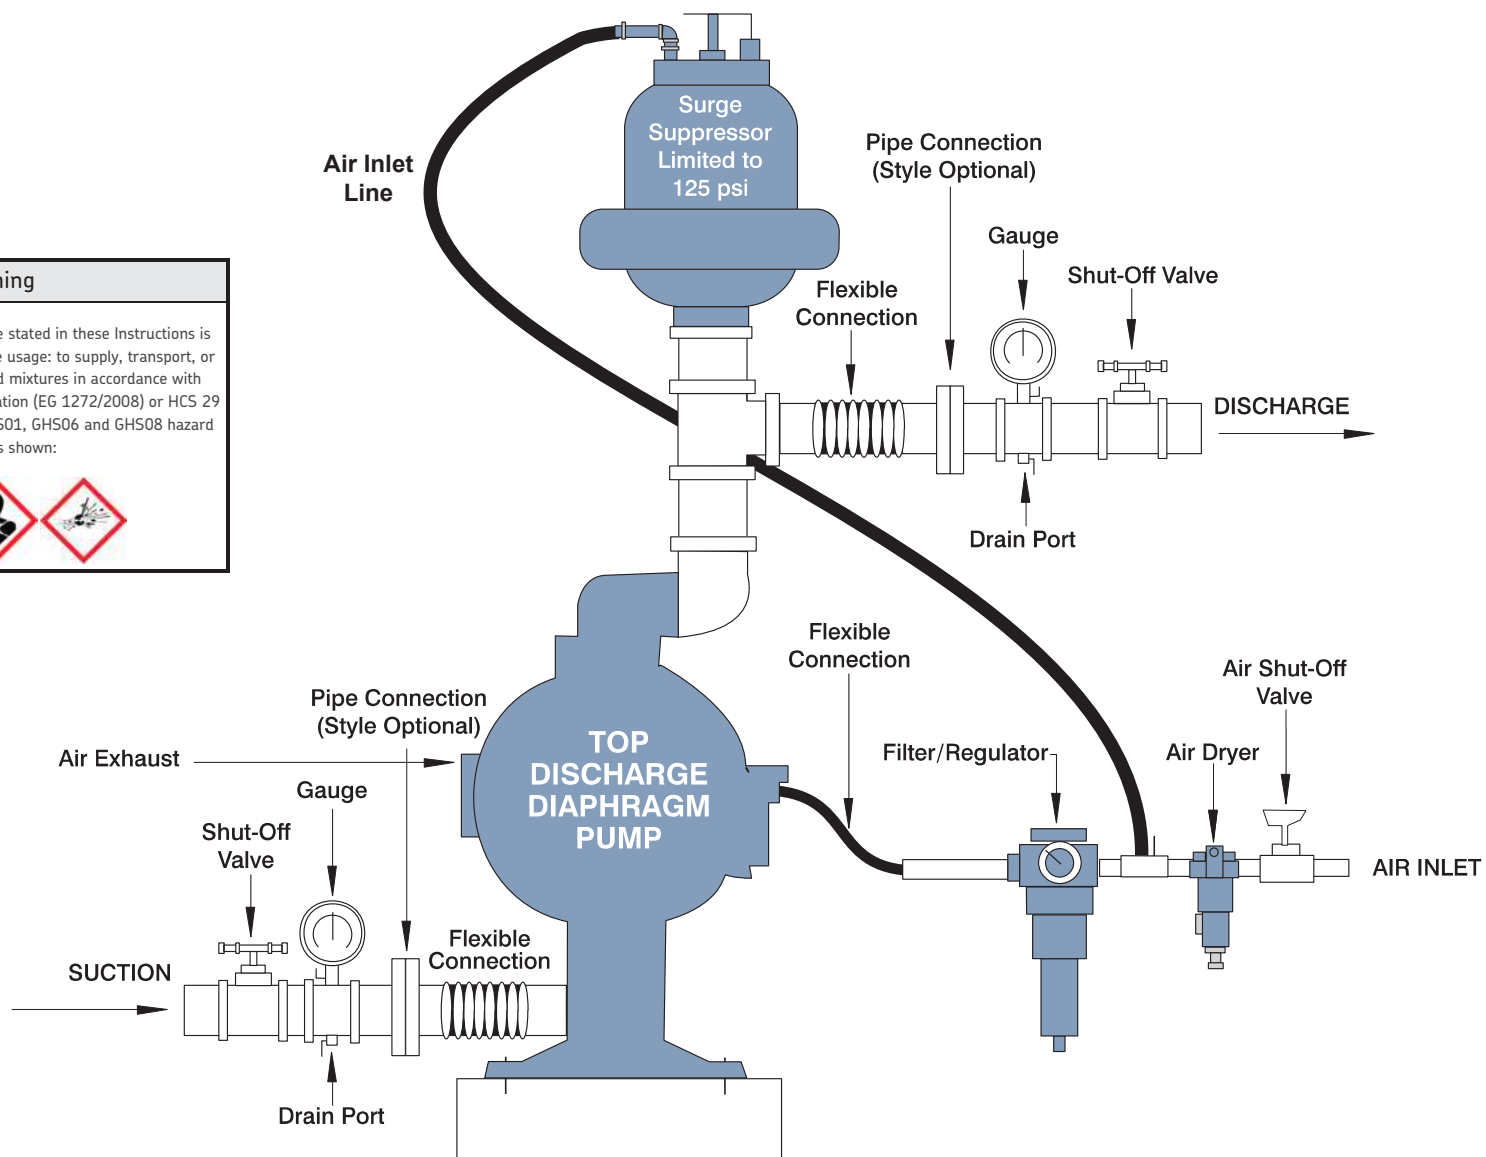 Surge
Suppressor
Limited to
125 psi
Air Inlet
Line
Pipe Connection
(Style Optional)
Gauge
Shut-Off Valve
Flexible
Connection
DISCHARGE
Drain Port
stated in these Instructions is
usage: to supply, transport, or
mixtures in accordance with
(EG 1272/2008) or HCS 29
GHS06 and GHS08 hazard
shown:
Flexible
Connection
Air Shut-Off
Valve
Pipe Connection
(Style Optional)
Air Exhaust
TOP
DISCHARGE
DIAPHRAGM
PUMP
Filter/Regulator
Air Dryer
Gauge
Shut-Off
Valve
AIR INLET
Flexible
Connection
SUCTION
Drain Port